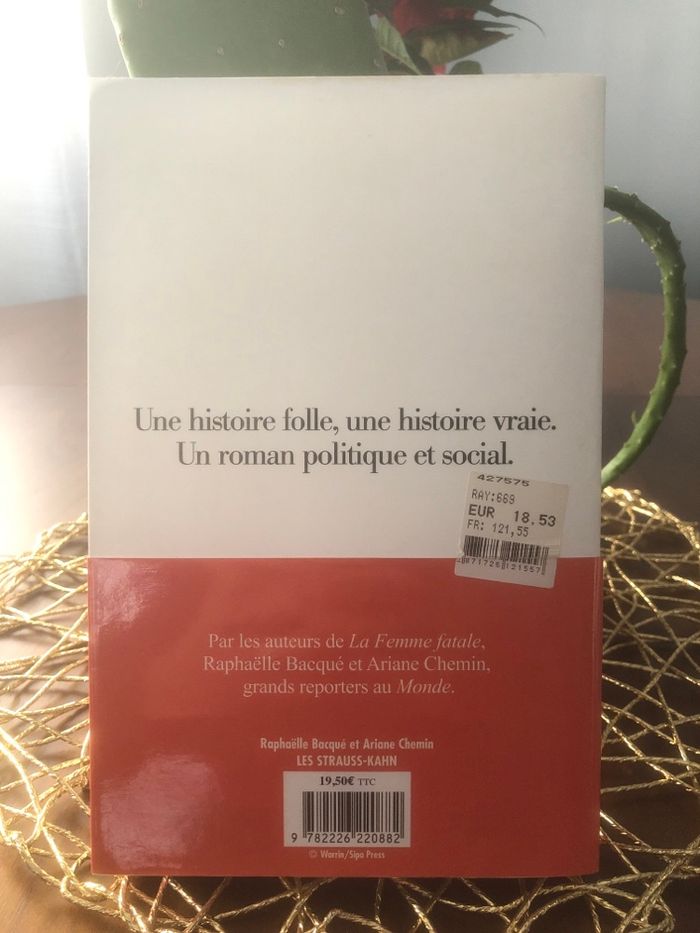 Une histoire folle, une histoire vraie.
Un roman politique et social.
427575
RAY:669
EUR 18.53
FR: 121,55
Par les auteurs de La Femme fatale,
Raphaëlle Bacqué et Ariane Chemin,
grands reporters au Monde.
Raphaëlle Bacqué et Ariane Chemin
LES STRAUSS-KAHN
19,50€ TTC
9 782226 220882
© Warrin/Sipa Press